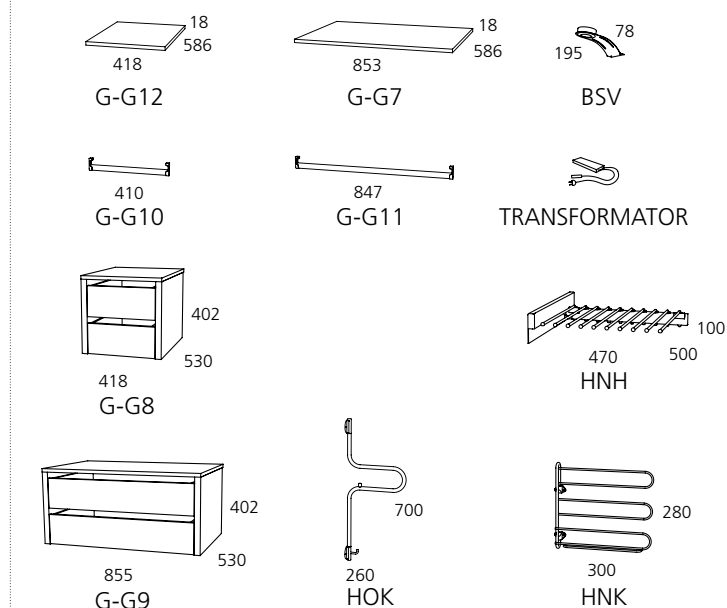 18
586
418
G-G12
18
586
853
G-G7
78
195
BSV
410
G-G10
847
G-G11
TRANSFORMATOR
402
530
418
G-G8
100
470
500
HNH
402
530
855
G-G9
700
260
HOK
280
300
HNK